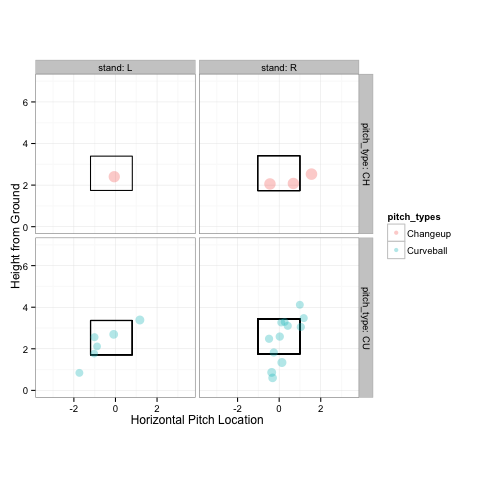 stand: L
stand: R
6
4
2
0
pitch_type: CH
6
4
2
0
pitch_type: CU
Height from Ground
-2
0
2
-2
0
2
Horizontal Pitch Location
pitch_types
Changeup
Curveball